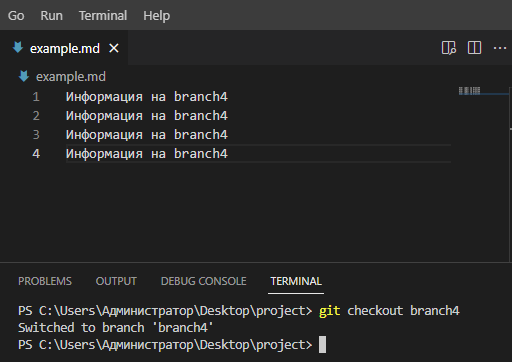 Go Run Terminal Help
example.md
example.md
1 Информация на branch4
2 Информация на branch4
3 Информация на branch4
4 Информация на branch4
PROBLEMS OUTPUT DEBUG CONSOLE TERMINAL
PS C:\Users\Администратор\Desktop\project> git checkout branch4
Switched to branch 'branch4'
PS C:\Users\Администратор\Desktop\project>